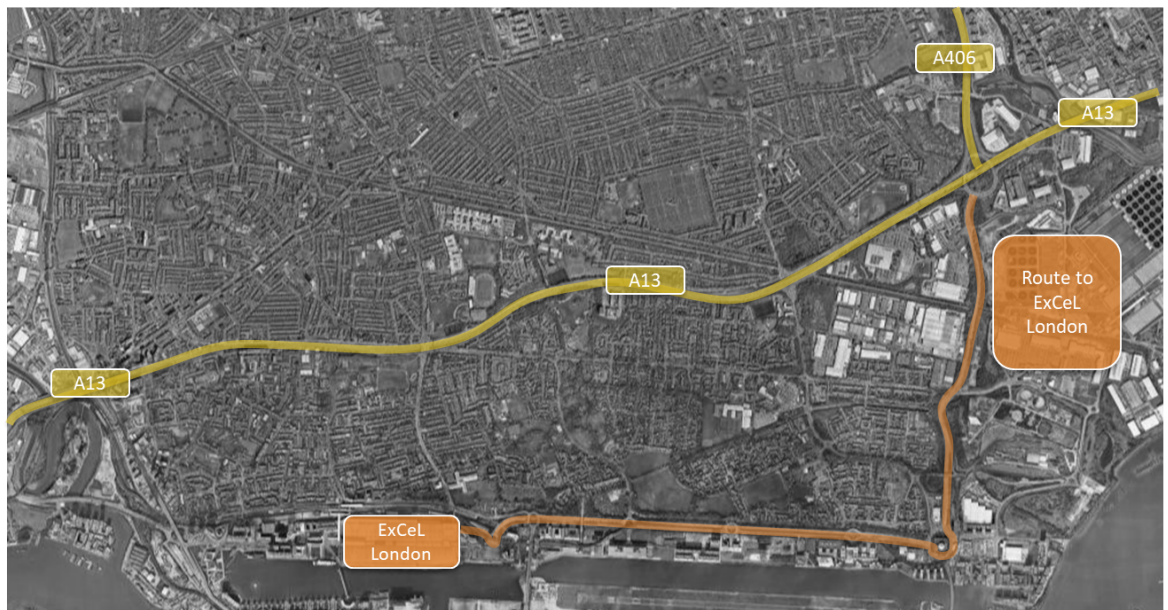 A406
A13
A13
Route to
ExCeL
London
A13
ExCeL
London